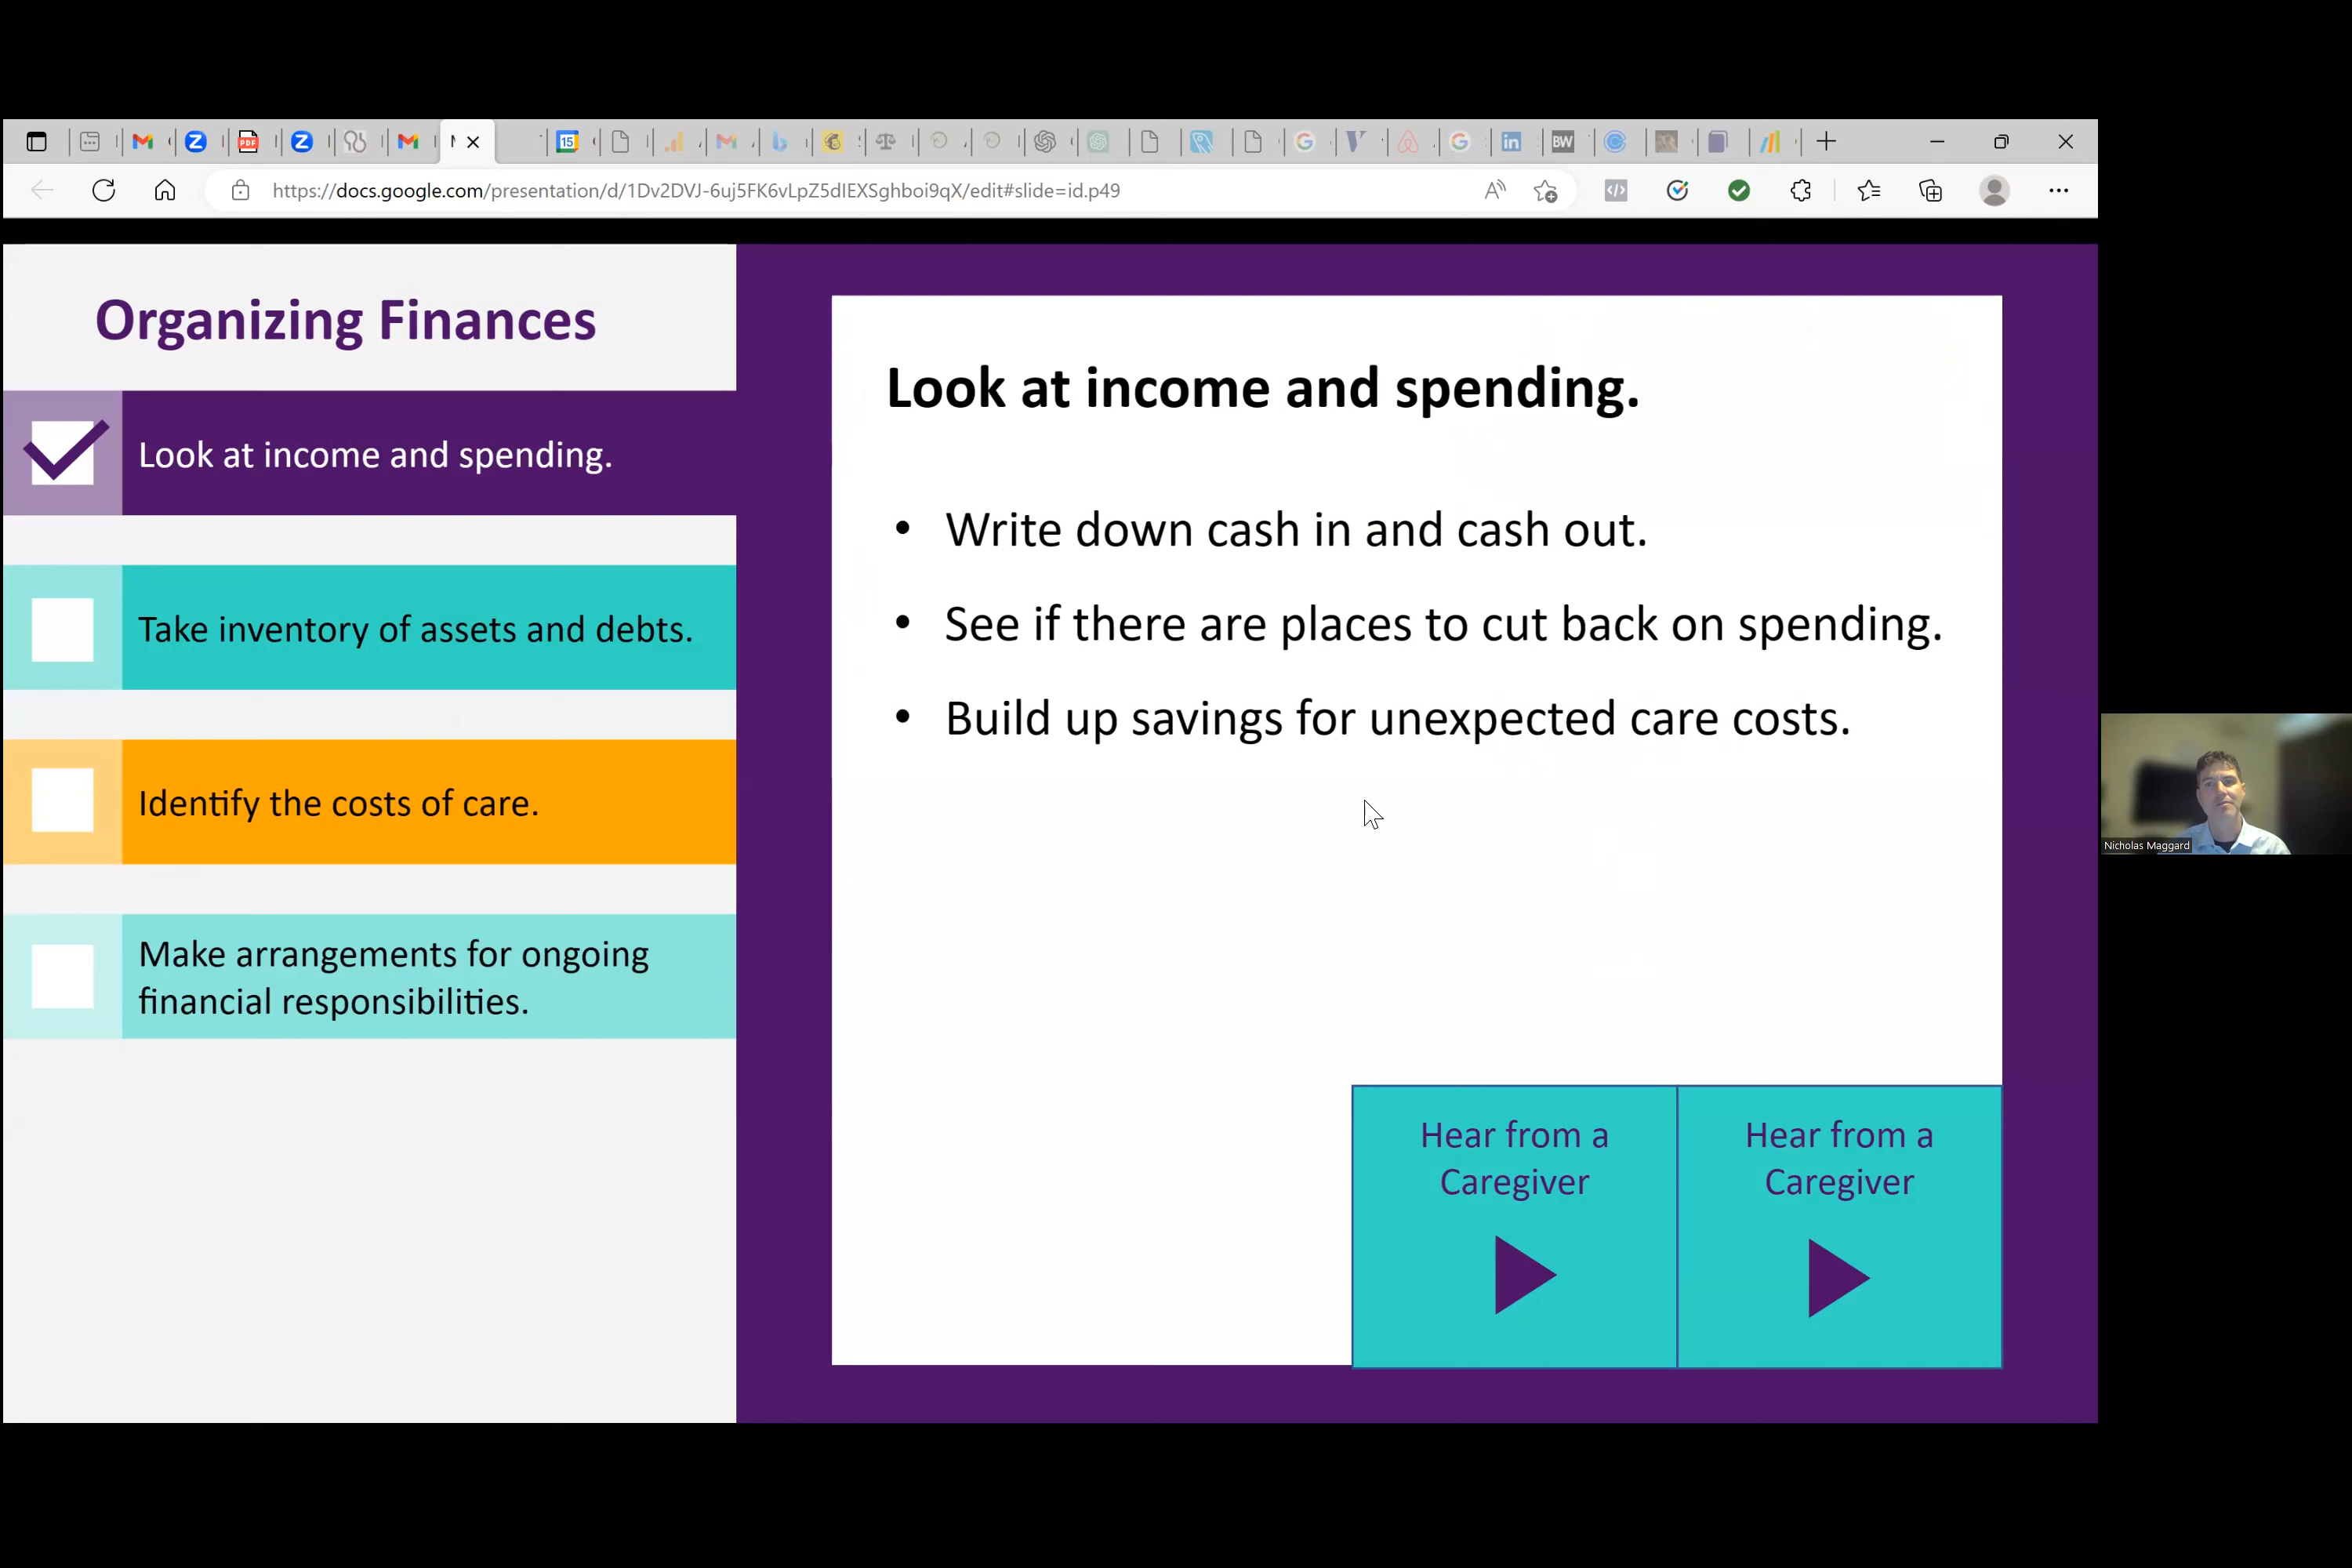 15
BW
https://docs.google.com/presentation/d/1Dv2DVJ-6uj5FK6vLpZ5dIEXSghboi9qX/edit#slide=id.p49
Organizing Finances
Look at income and spending.
Take inventory of assets and debts.
Identify the costs of care.
Make arrangements for ongoing
financial responsibilities.
Look at income and spending.
• Write down cash in and cash out.
• See if there are places to cut back on spending.
• Build up savings for unexpected care costs.
Hear from a
Caregiver
Hear from a
Caregiver
Nicholas Maggard